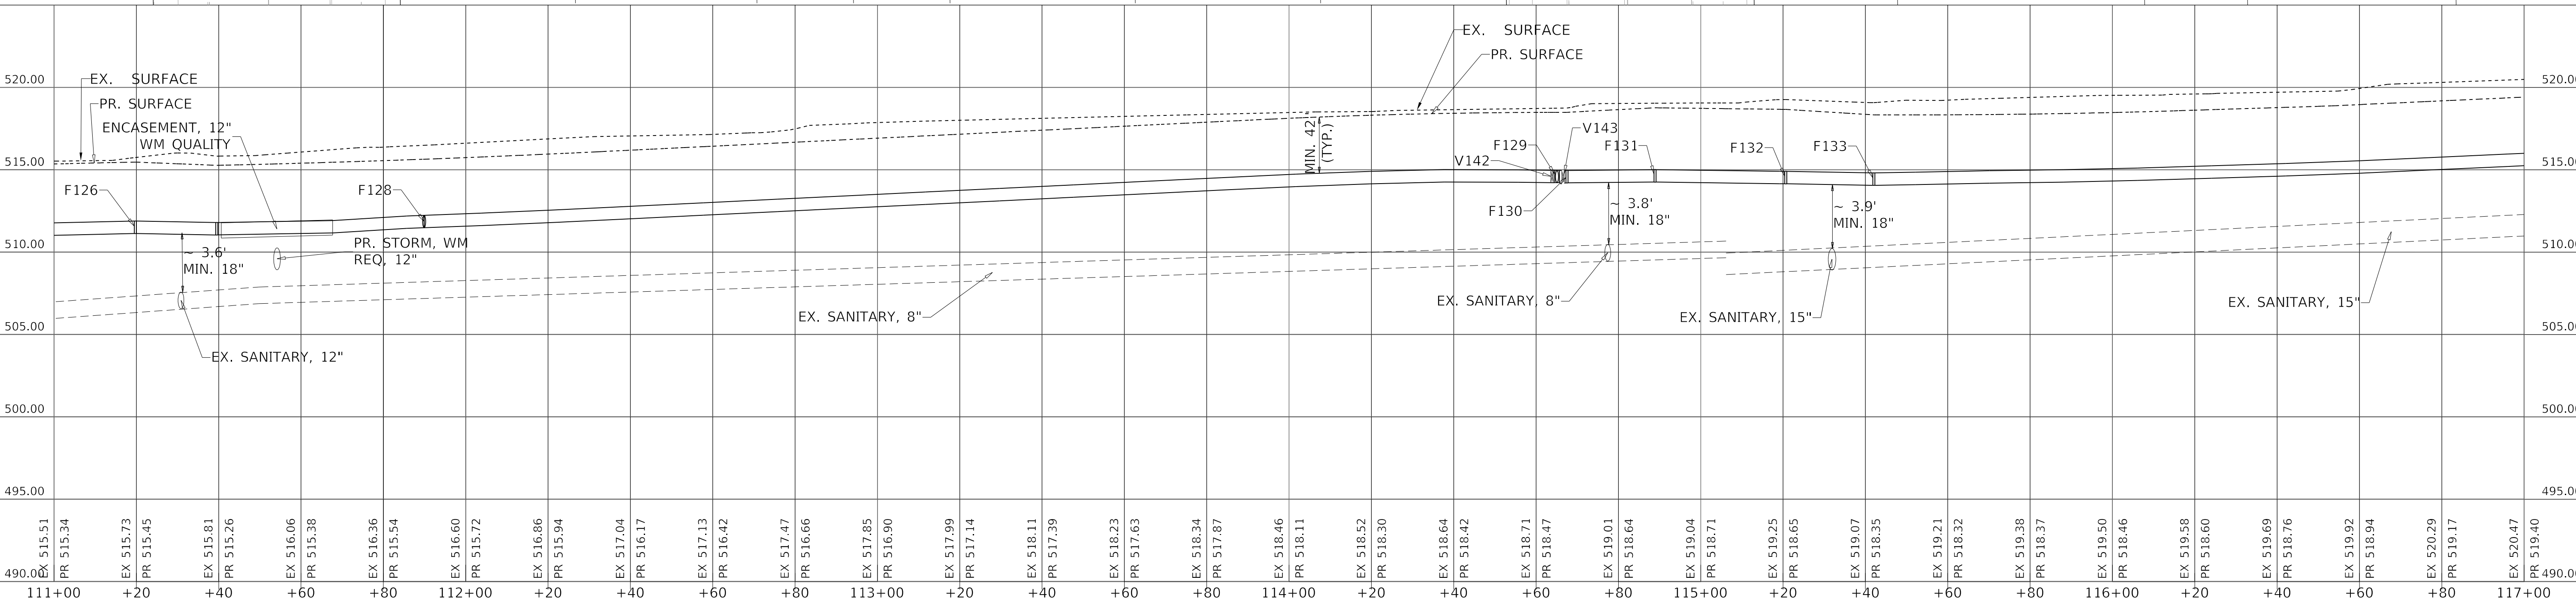 EX. SURFACE
PR. SURFACE
520.00
EX. SURFACE
PR. SURFACE
ENCASEMENT, 12"
WM QUALITY
520.0
515.00
F126
F128
MIN. 42"
(TYP.)
V142
F129
V143
F130
F131
F132
F133
515.0
~ 3.6'
MIN. 18"
PR. STORM, WM
REQ, 12"
~ 3.8'
MIN. 18"
~ 3.9'
MIN. 18"
510.00
510.0
EX. SANITARY, 12"
EX. SANITARY, 8"
EX. SANITARY, 8"
EX. SANITARY, 15"
EX. SANITARY, 15"
505.00
505.0
500.00
500.0
495.00
495.0
490.00
490.0
EX 515.51
PR 515.34
EX 515.73
PR 515.45
EX 515.81
PR 515.26
EX 516.06
PR 515.38
EX 516.36
PR 515.54
EX 516.60
PR 515.72
EX 516.86
PR 515.94
EX 517.04
PR 516.17
EX 517.13
PR 516.42
EX 517.47
PR 516.66
EX 517.85
PR 516.90
EX 517.99
PR 517.14
EX 518.11
PR 517.39
EX 518.23
PR 517.63
EX 518.34
PR 517.87
EX 518.46
PR 518.11
EX 518.52
PR 518.30
EX 518.64
PR 518.42
EX 518.71
PR 518.47
EX 519.01
PR 518.64
EX 519.04
PR 518.71
EX 519.25
PR 518.65
EX 519.07
PR 518.35
EX 519.21
PR 518.32
EX 519.38
PR 518.37
EX 519.50
PR 518.46
EX 519.58
PR 518.60
EX 519.69
PR 518.76
EX 519.92
PR 518.94
EX 520.29
PR 519.17
EX 520.47
PR 519.40
111+00 +20 +40 +60 +80 112+00 +20 +40 +60 +80 113+00 +20 +40 +60 +80 114+00 +20 +40 +60 +80 115+00 +20 +40 +60 +80 116+00 +20 +40 +60 +80 117+00